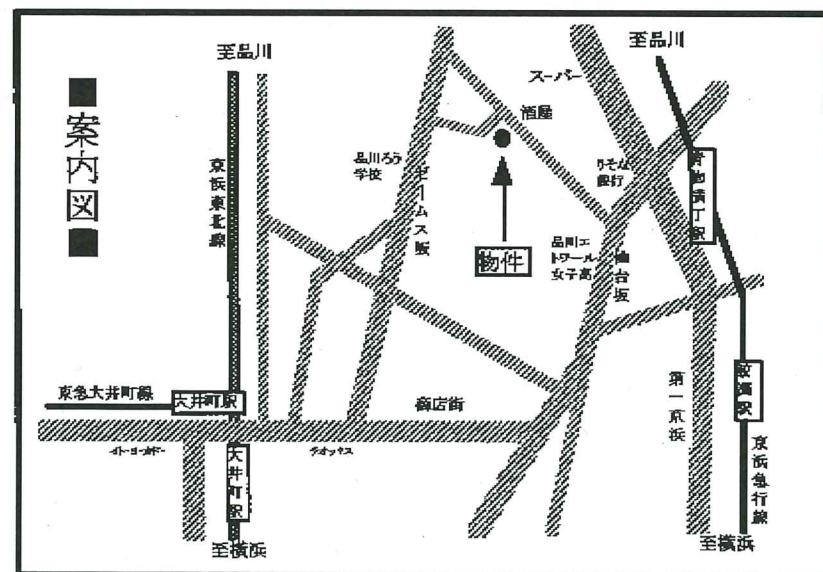 ■案内図■
至品川
京浜東北線
品川ろう
学校
ゼームス坂
スーパー
酒屋
至品川
りそな
銀行
青物横丁駅
物件
品川エ
トワール
女子高
仙台坂
東急大井町線
大井町駅
商店街
第一京浜
鮫洲駅
イトーヨーカドー
大井町駅
京浜急行線
至横浜
至横浜